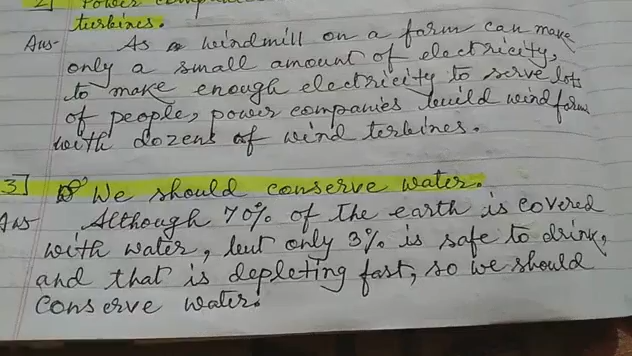 2] Power
turbines.
Ans- As a windmill on a farm can make
only a small amount of electricity,
to make enough electricity to serve lots
of people, power companies build wind farms
with dozens of wind terbines.
3] We should conserve water.
Ans Although 70% of the earth is covered
with water, but only 3% is safe to drink,
and that is depleting fast, so we should
conserve water.